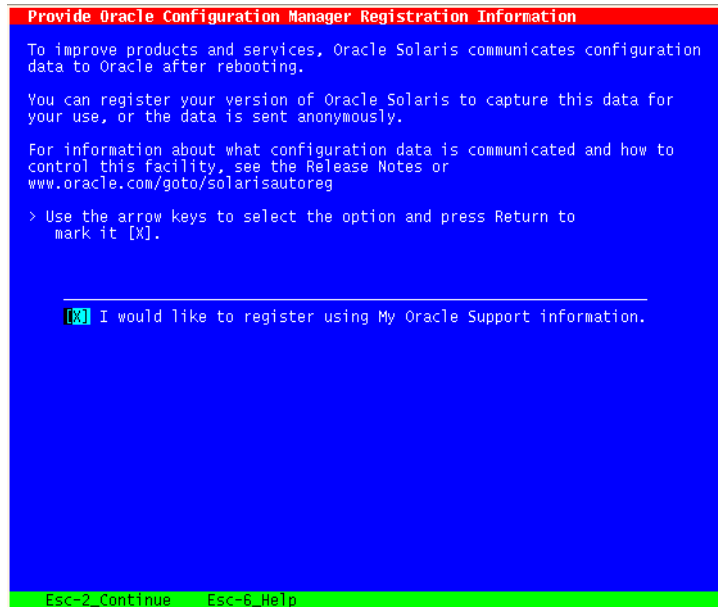 Provide Oracle Configuration Manager Registration Information
To improve products and services, Oracle Solaris communicates configuration
data to Oracle after rebooting.
You can register your version of Oracle Solaris to capture this data for
your use, or the data is sent anonymously.
For information about what configuration data is communicated and how to
control this facility, see the Release Notes or
www.oracle.com/goto/solarisautoreg
> Use the arrow keys to select the option and press Return to
mark it [X].
[X] I would like to register using My Oracle Support information.
Esc-2_Continue Esc-6_Help